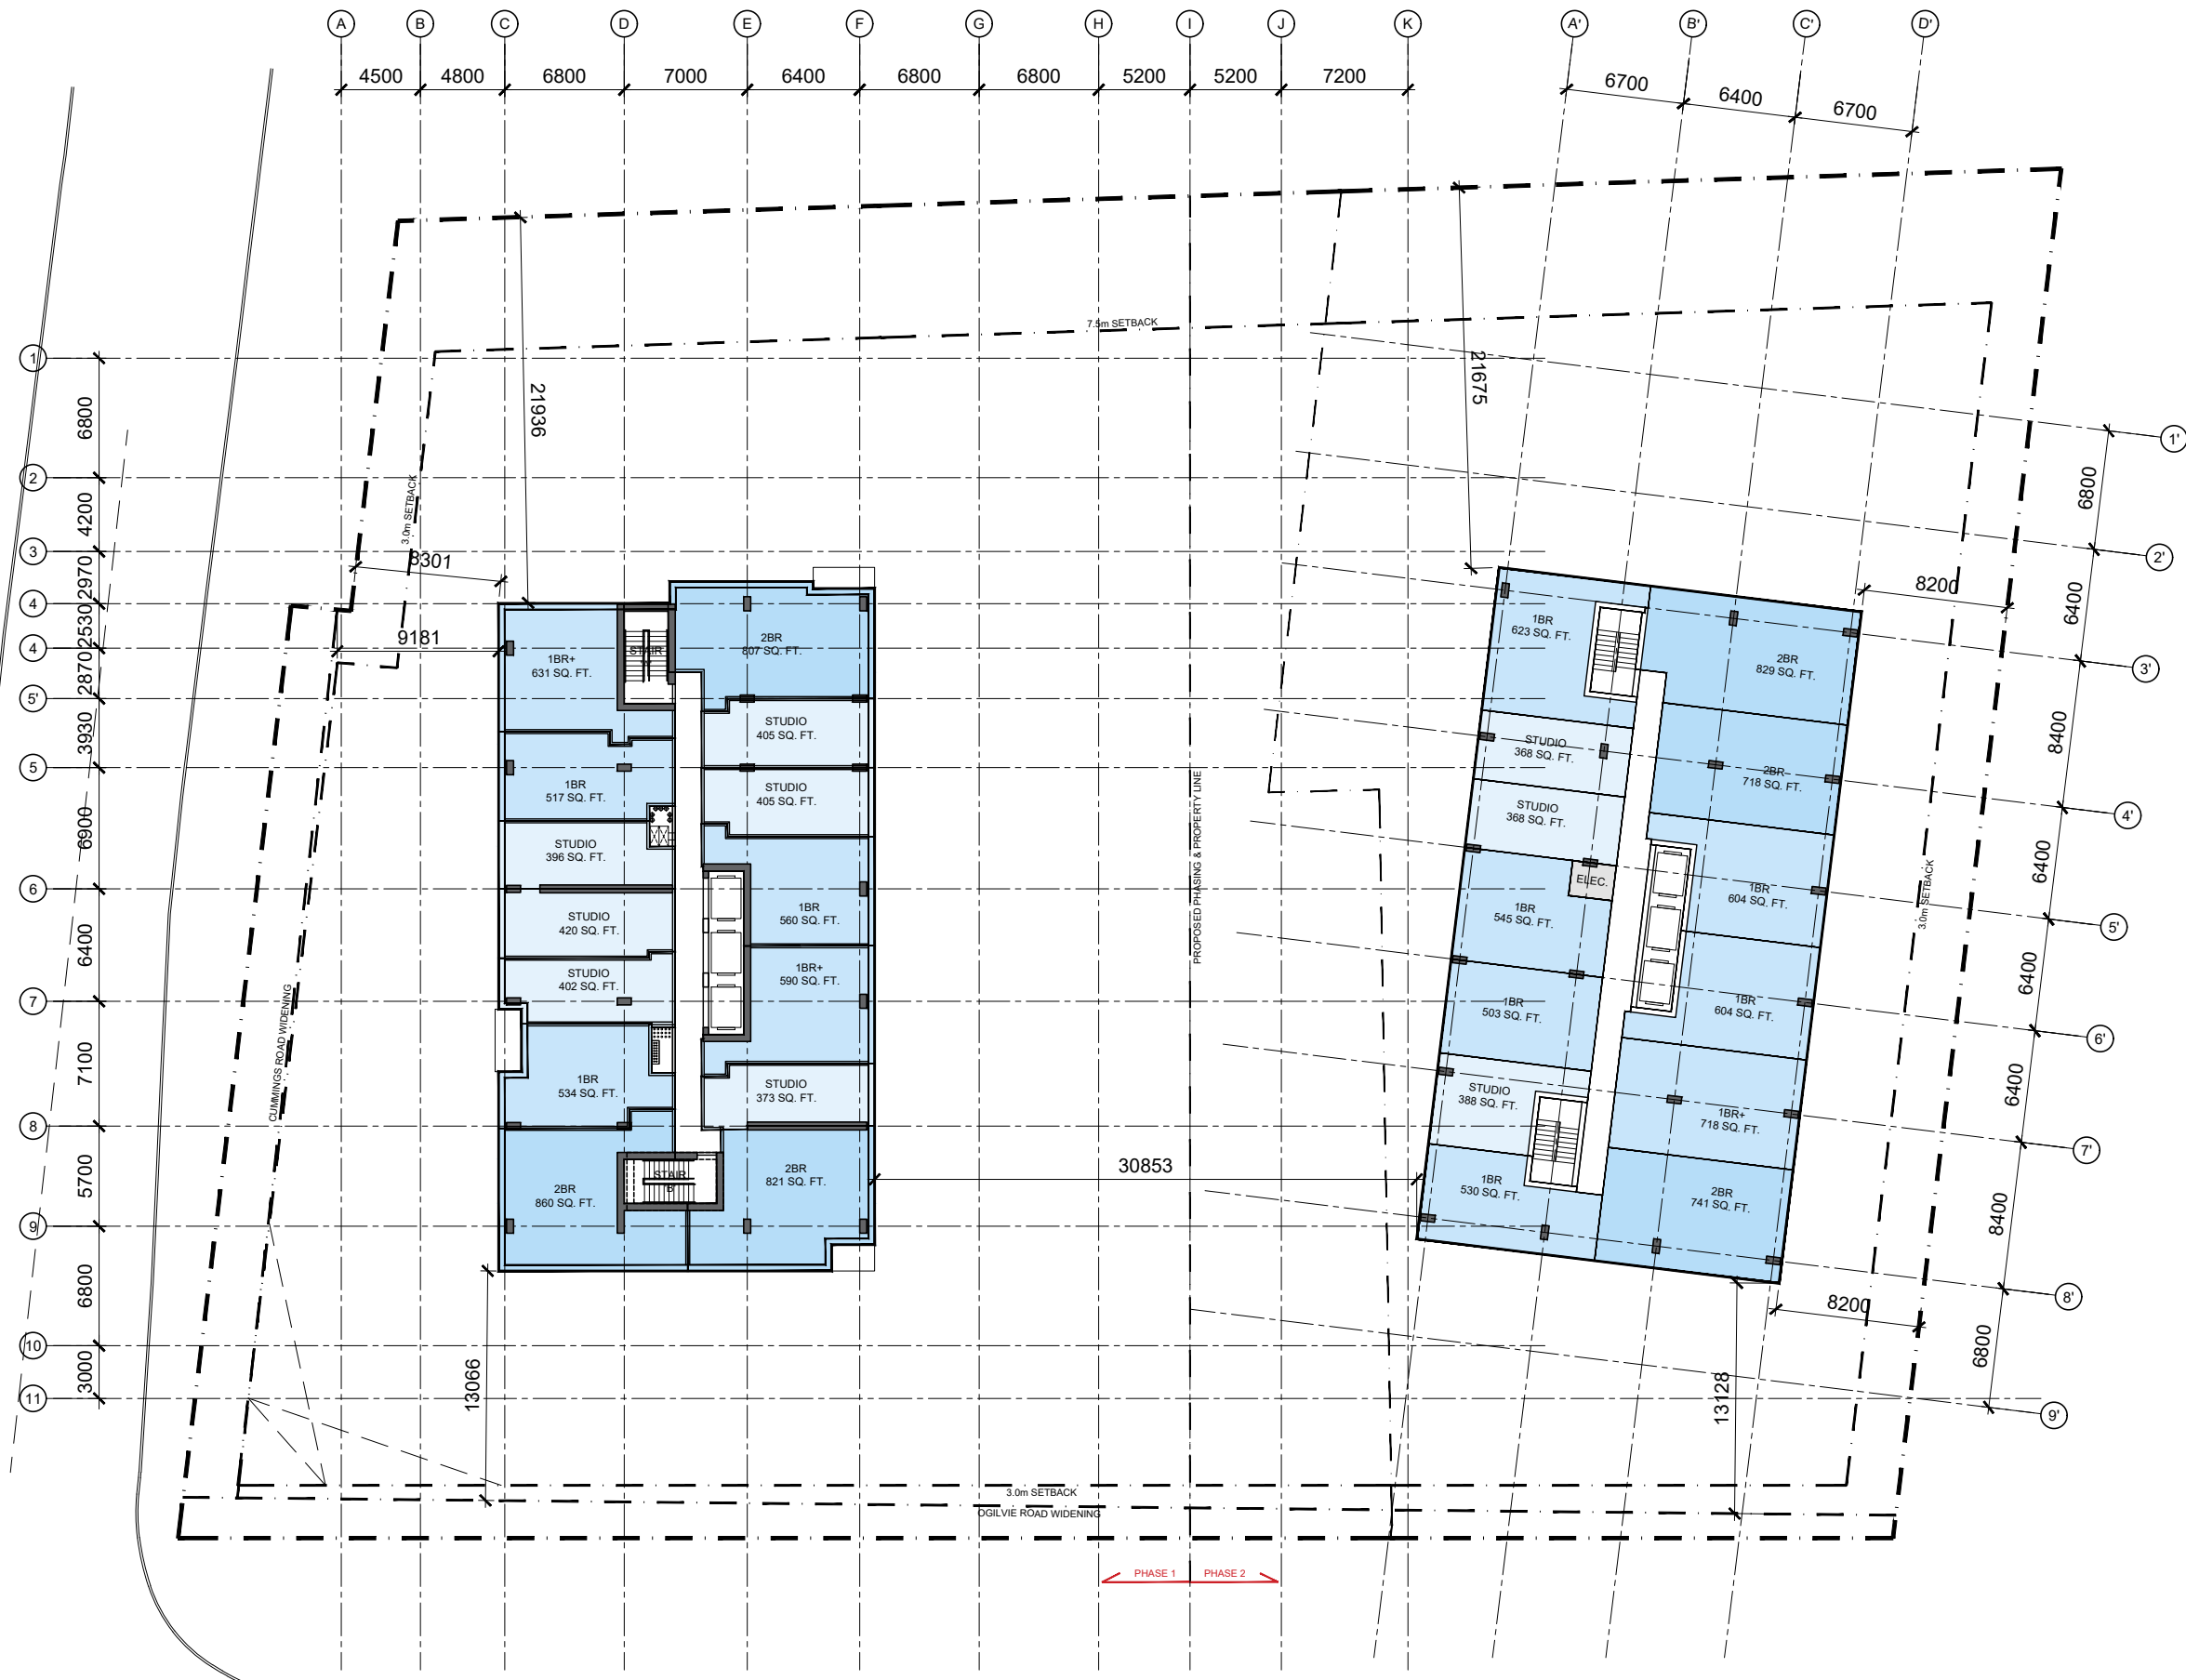 A B C D E F G H I J K A' B' C' D'
4500 4800 6800 7000 6400 6800 6800 5200 5200 7200
6700 6400 6700
7.5m SETBACK
1
6800
2
4200
3
2970
4
2530
4
2870
5'
3930
5
6900
6
6400
7
7100
8
5700
9
6800
10
3000
11
21936
21675
3.0m SETBACK
8301
9181
8200
1'
6800
2'
6400
3'
8400
4'
6400
5'
6400
6'
6400
7'
8400
8'
6800
9'
1BR+
631 SQ. FT.
STAIR
2BR
807 SQ. FT.
STUDIO
405 SQ. FT.
1BR
517 SQ. FT.
STUDIO
405 SQ. FT.
STUDIO
396 SQ. FT.
1BR
560 SQ. FT.
STUDIO
420 SQ. FT.
1BR+
590 SQ. FT.
STUDIO
402 SQ. FT.
1BR
534 SQ. FT.
STUDIO
373 SQ. FT.
2BR
860 SQ. FT.
STAIR
'B'
2BR
821 SQ. FT.
1BR
623 SQ. FT.
2BR
829 SQ. FT.
STUDIO
368 SQ. FT.
2BR
718 SQ. FT.
STUDIO
368 SQ. FT.
ELEC.
1BR
604 SQ. FT.
1BR
545 SQ. FT.
1BR
503 SQ. FT.
1BR
604 SQ. FT.
STUDIO
388 SQ. FT.
1BR+
718 SQ. FT.
1BR
530 SQ. FT.
2BR
741 SQ. FT.
PROPOSED PHASING & PROPERTY LINE
3.0m SETBACK
CUMMINGS ROAD WIDENING
30853
8200
13066
13128
3.0m SETBACK
OGILVIE ROAD WIDENING
PHASE 1 PHASE 2